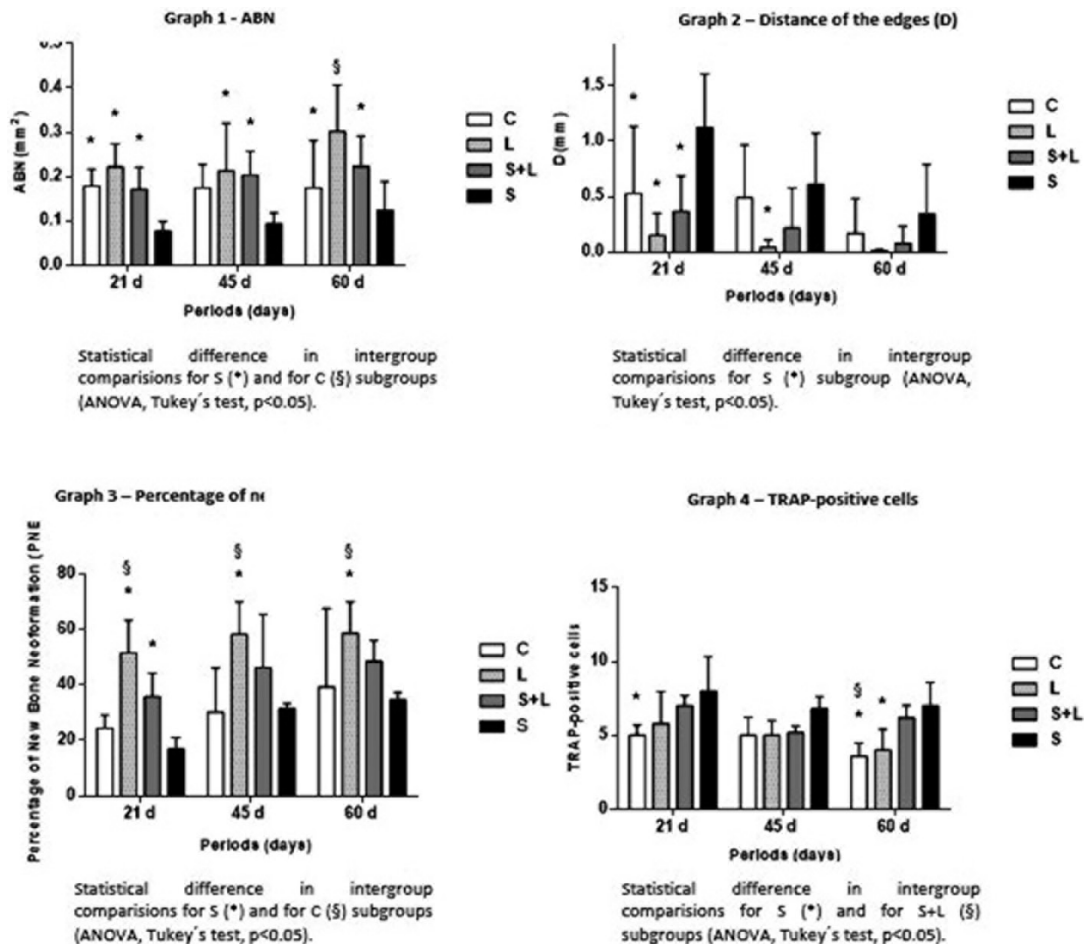 Graph 1 - ABN
ABN (mm²)
0.4
0.3
0.2
0.1
0.0
* * *
* *
* § *
21 d 45 d 60 d
Periods (days)
C
L
S+L
S
Statistical difference in intergroup
comparisions for S (*) and for C (§) subgroups
(ANOVA, Tukey´s test, p<0.05).
Graph 2 – Distance of the edges (D)
D (mm)
1.5
1.0
0.5
0.0
* * *
*
21 d 45 d 60 d
Periods (days)
C
L
S+L
S
Statistical difference in intergroup
comparisions for S (*) subgroup (ANOVA,
Tukey´s test, p<0.05).
Graph 3 – Percentage of
Percentage of New Bone Neoformation (PNE
80
60
40
20
0
§ § §
* * * *
21 d 45 d 60 d
Periods (days)
C
L
S+L
S
Statistical difference in intergroup
comparisions for S (*) and for C (§) subgroups
(ANOVA, Tukey´s test, p<0.05).
Graph 4 – TRAP-positive cells
TRAP-positive cells
15
10
5
0
§
* * *
21 d 45 d 60 d
Periods (days)
C
L
S+L
S
Statistical difference in intergroup
comparisions for S (*) and for S+L (§)
subgroups (ANOVA, Tukey´s test, p<0.05).